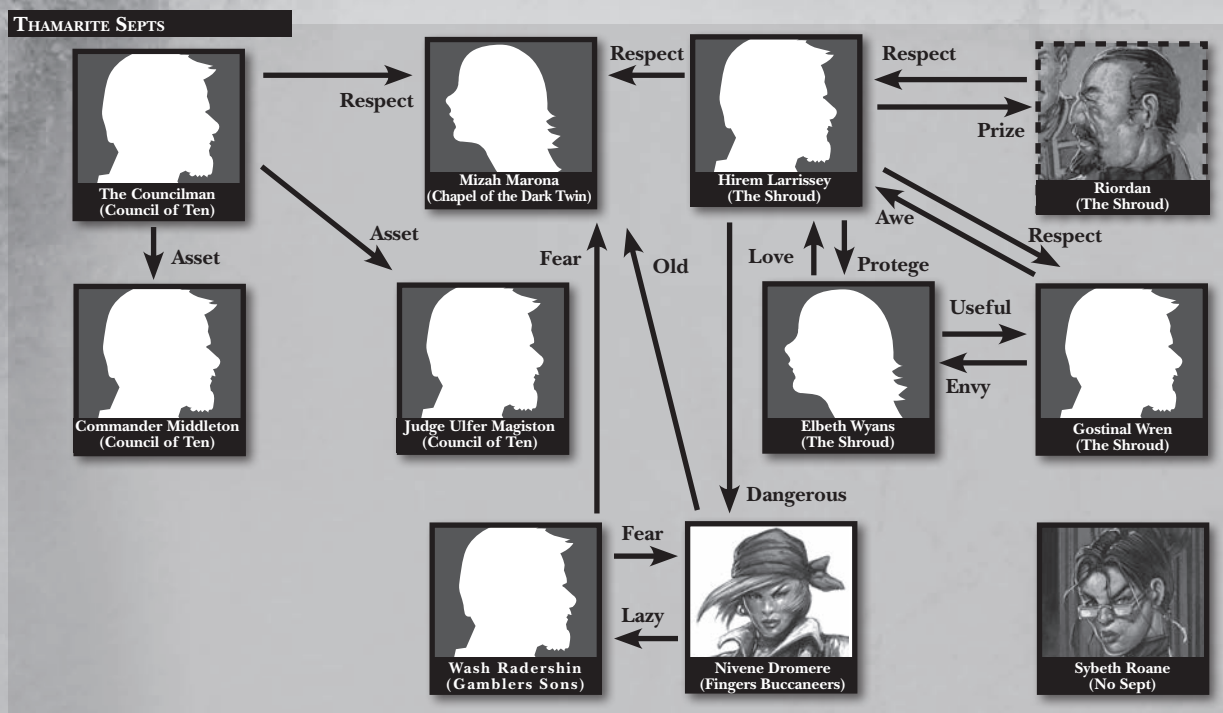 THAMARITE SEPTS
Respect
Respect
Respect
Prize
The Councilman
(Council of Ten)
Mizah Marona
(Chapel of the Dark Twin)
Hirem Larrissey
(The Shroud)
Riordan
(The Shroud)
Asset
Asset
Fear
Old
Love
Protege
Awe
Respect
Useful
Envy
Commander Middleton
(Council of Ten)
Judge Ulfer Magiston
(Council of Ten)
Elbeth Wyans
(The Shroud)
Gostinal Wren
(The Shroud)
Dangerous
Fear
Lazy
Wash Radershin
(Gamblers Sons)
Nivene Dromere
(Fingers Buccaneers)
Sybeth Roane
(No Sept)